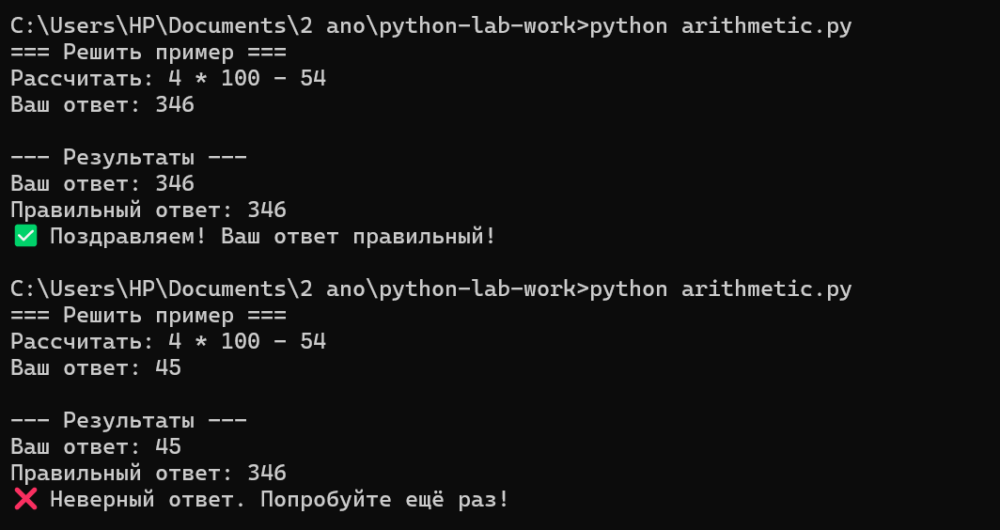 C:\Users\HP\Documents\2 ano\python-lab-work>python arithmetic.py
=== Решить пример ===
Рассчитать: 4 * 100 - 54
Ваш ответ: 346
--- Результаты ---
Ваш ответ: 346
Правильный ответ: 346
✅ Поздравляем! Ваш ответ правильный!
C:\Users\HP\Documents\2 ano\python-lab-work>python arithmetic.py
=== Решить пример ===
Рассчитать: 4 * 100 - 54
Ваш ответ: 45
--- Результаты ---
Ваш ответ: 45
Правильный ответ: 346
❌ Неверный ответ. Попробуйте ещё раз!